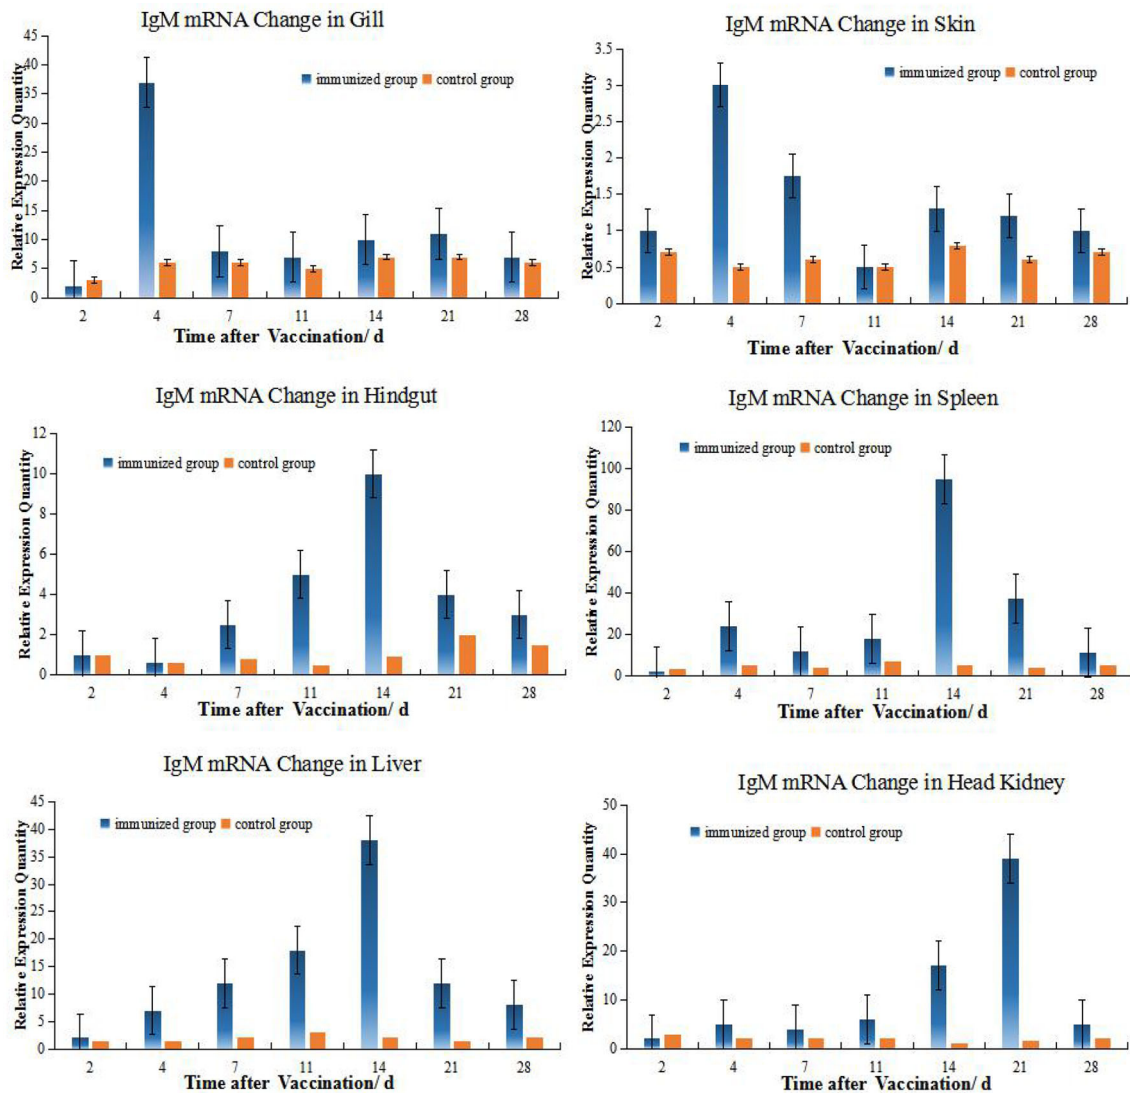 IgM mRNA Change in Gill
45
40
35
30
25
20
15
10
5
0
Relative Expression Quantity
immunized group control group
2 4 7 11 14 21 28
Time after Vaccination/ d
IgM mRNA Change in Skin
3.5
3
2.5
2
1.5
1
0.5
0
Relative Expression Quantity
immunized group control group
2 4 7 11 14 21 28
Time after Vaccination/ d
IgM mRNA Change in Hindgut
12
10
8
6
4
2
0
Relative Expression Quantity
immunized group control group
2 4 7 11 14 21 28
Time after Vaccination/ d
IgM mRNA Change in Spleen
120
100
80
60
40
20
0
Relative Expression Quantity
immunized group control group
2 4 7 11 14 21 28
Time after Vaccination/ d
IgM mRNA Change in Liver
45
40
35
30
25
20
15
10
5
0
Relative Expression Quantity
immunized group control group
2 4 7 11 14 21 28
Time after Vaccination/ d
IgM mRNA Change in Head Kidney
50
40
30
20
10
0
Relative Expression Quantity
immunized group control group
2 4 7 11 14 21 28
Time after Vaccination/ d